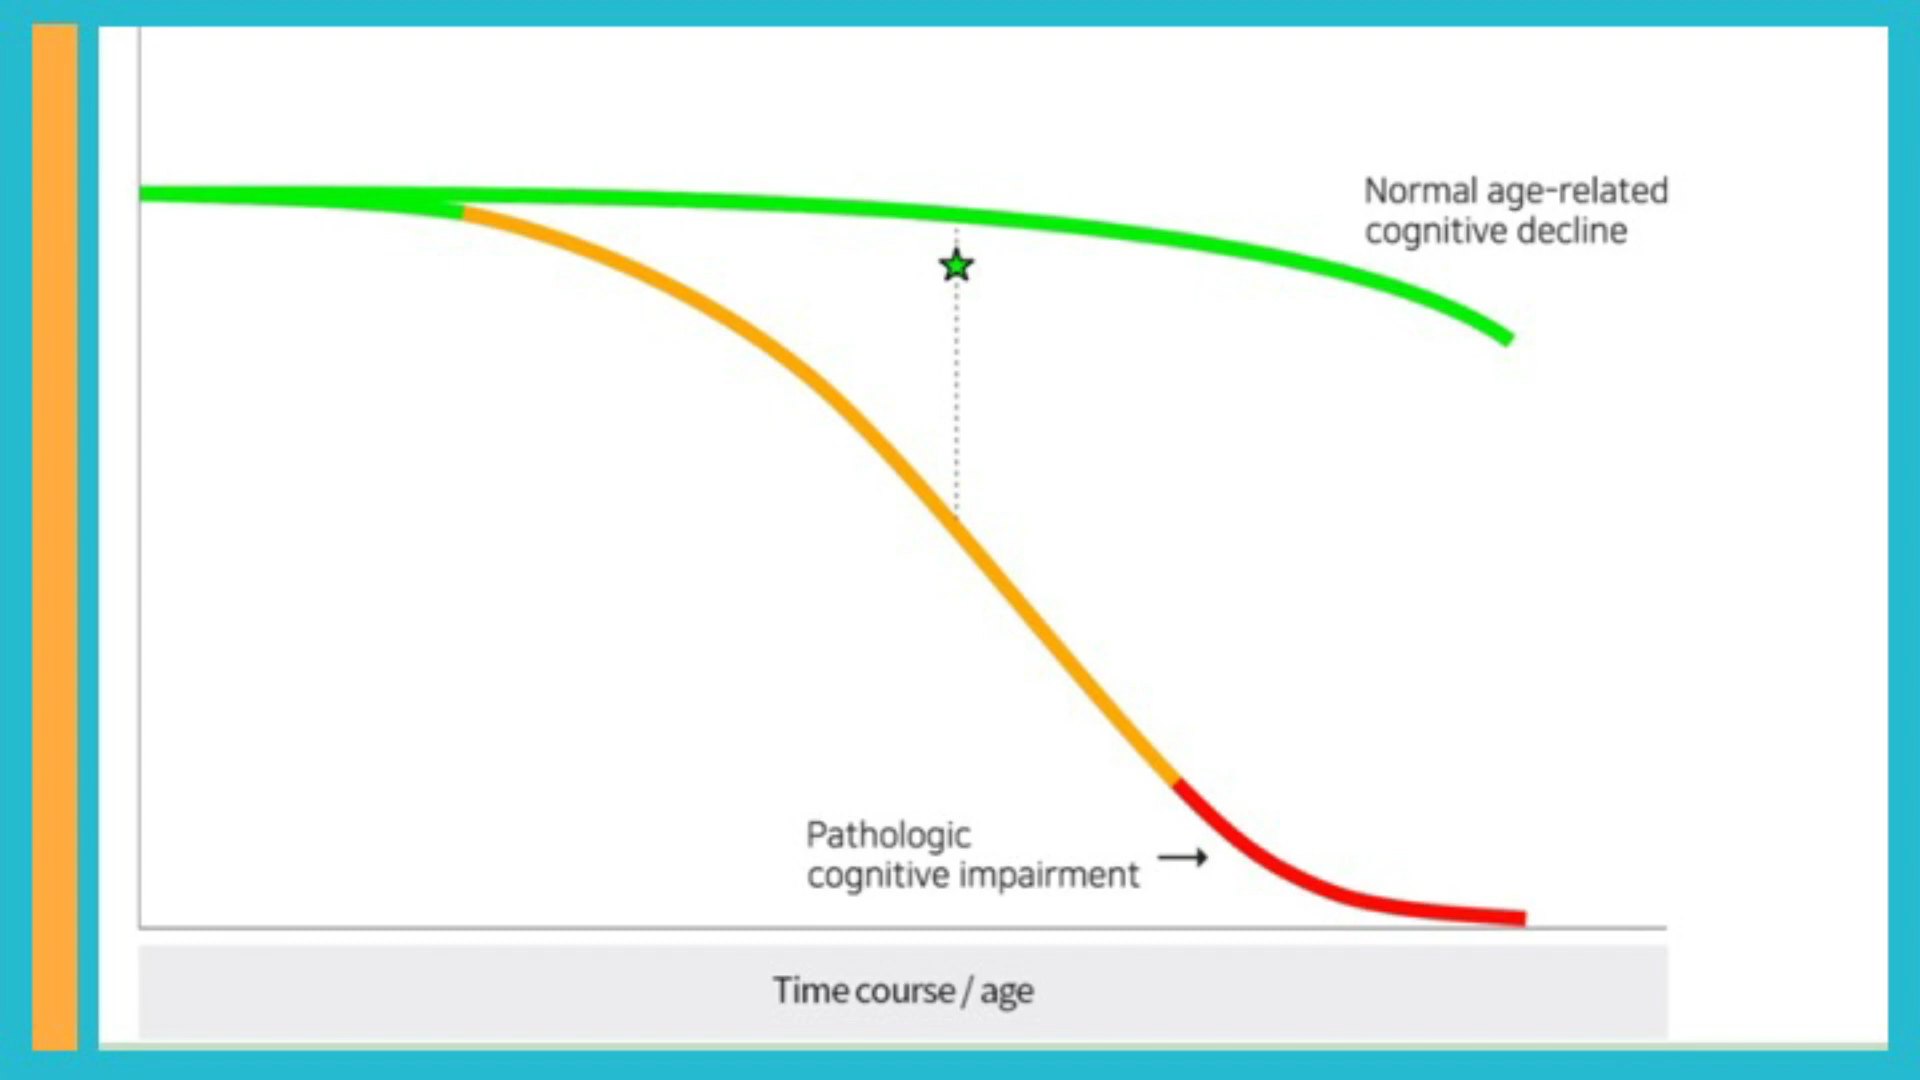 Normal age-related
cognitive decline
Pathologic
cognitive impairment
Time course / age